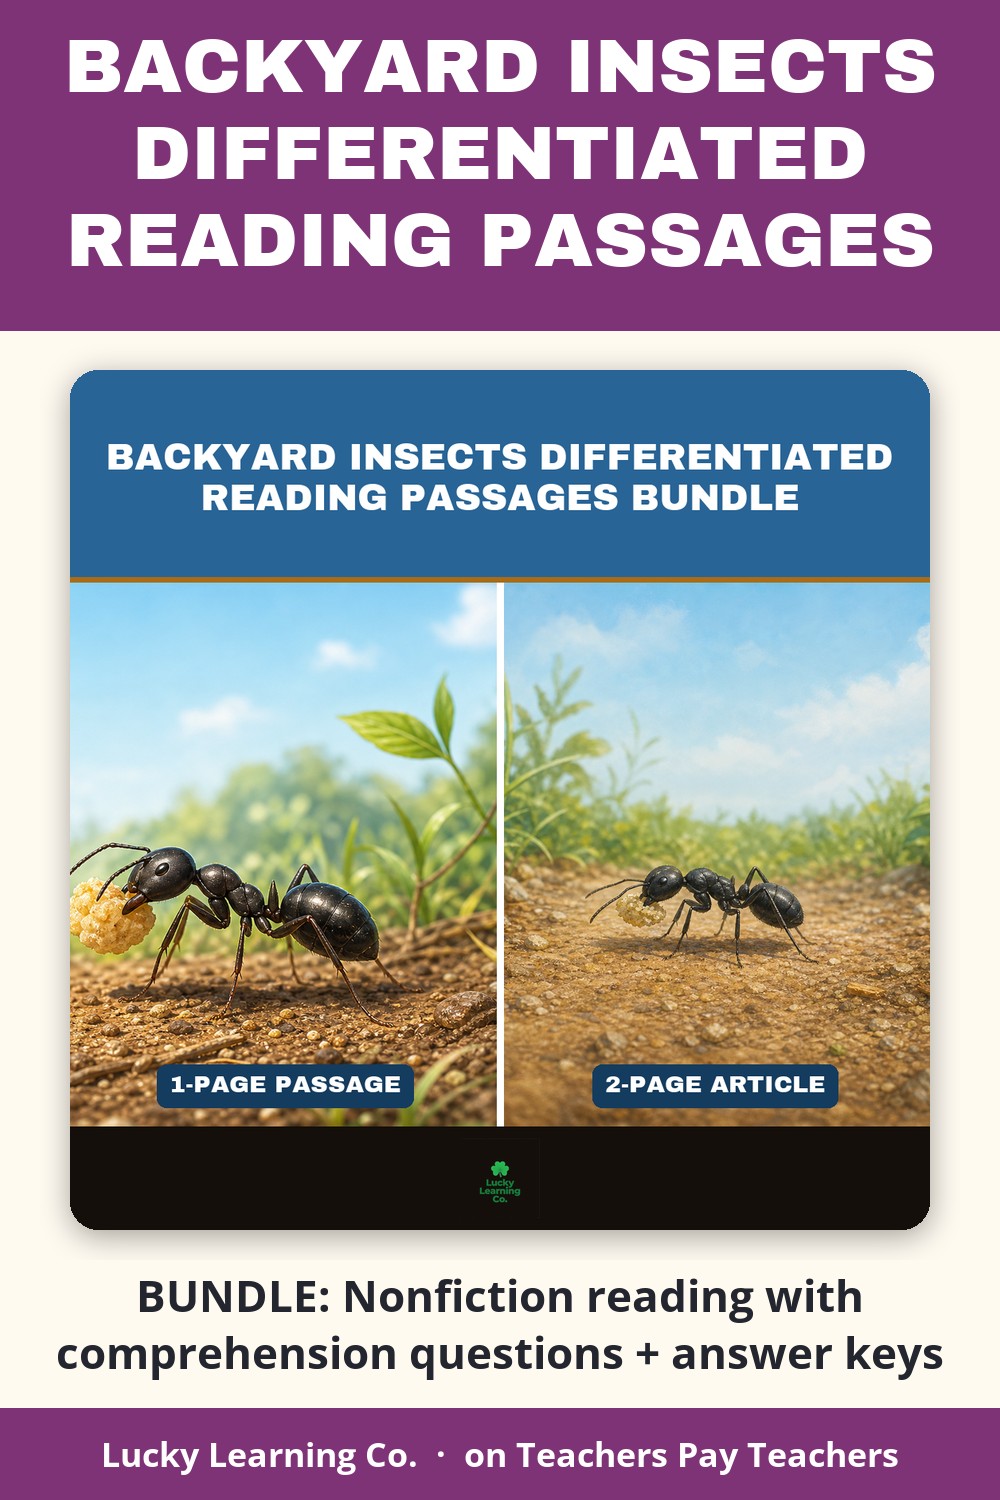 BACKYARD INSECTS
DIFFERENTIATED
READING PASSAGES
BACKYARD INSECTS DIFFERENTIATED
READING PASSAGES BUNDLE
1-PAGE PASSAGE
2-PAGE ARTICLE
Lucky
Learning
Co.
BUNDLE: Nonfiction reading with
comprehension questions + answer keys
Lucky Learning Co. · on Teachers Pay Teachers